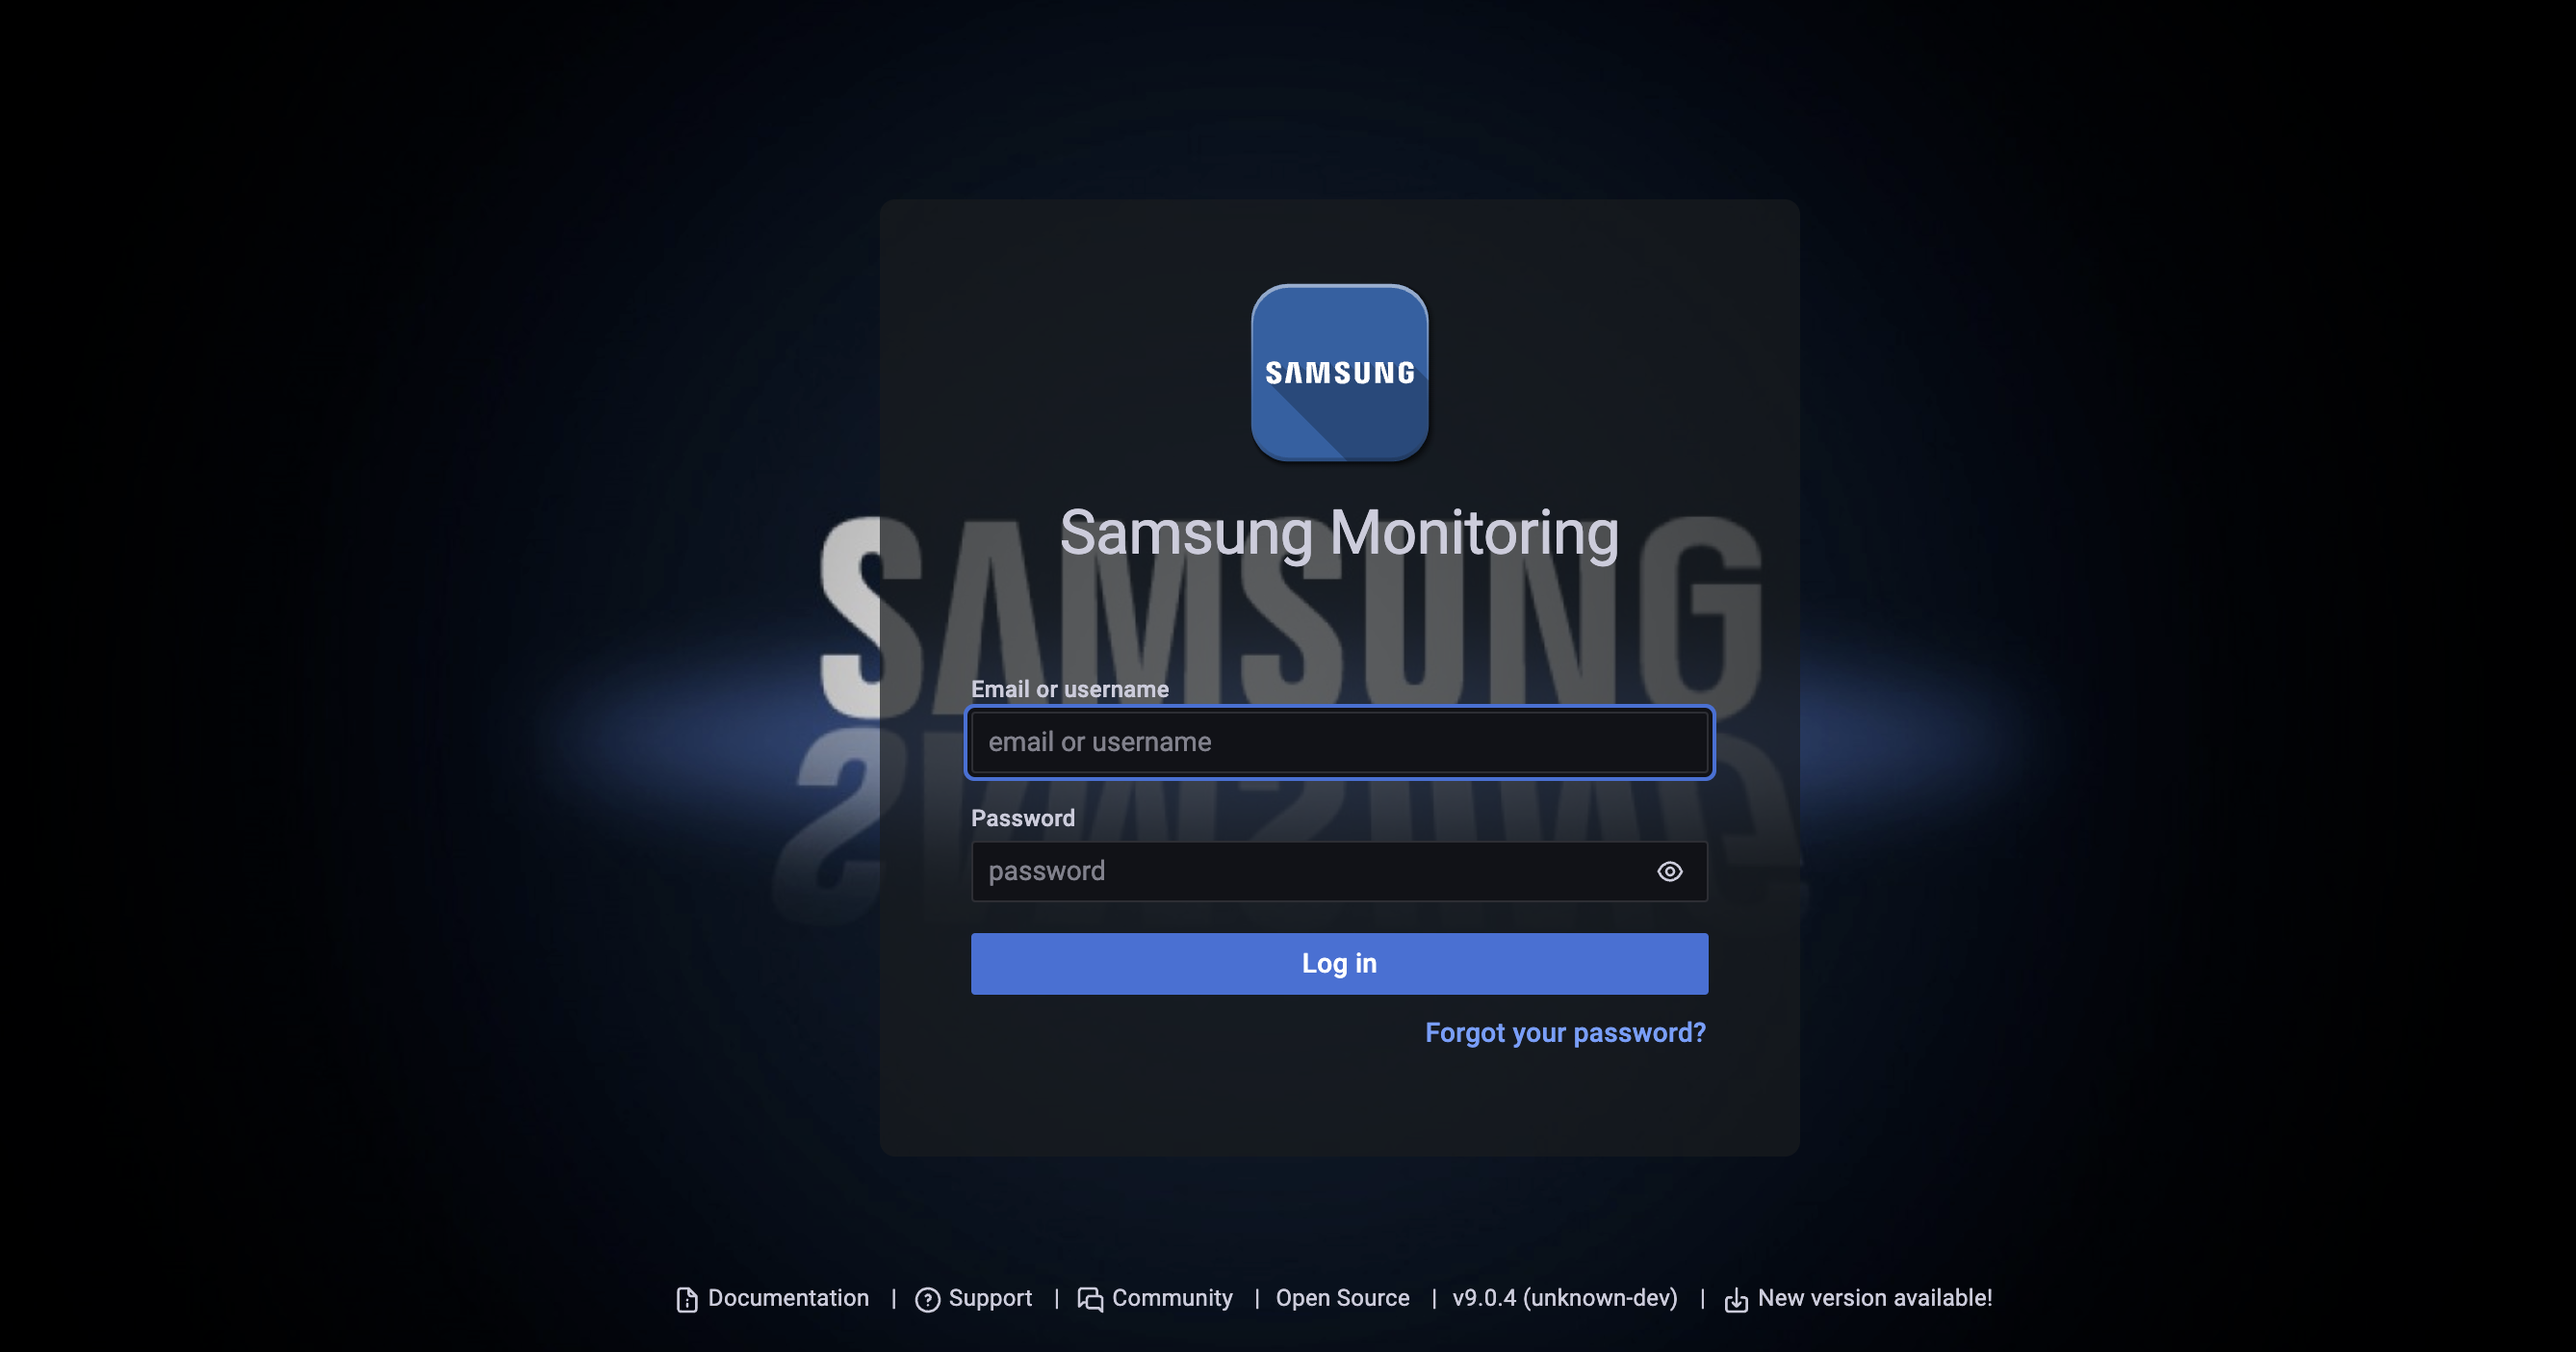 SAMSUNG
Samsung Monitoring
SAMSUNG
Email or username
email or username
Password
password
Log in
Forgot your password?
Documentation | Support | Community | Open Source | v9.0.4 (unknown-dev) | New version available!